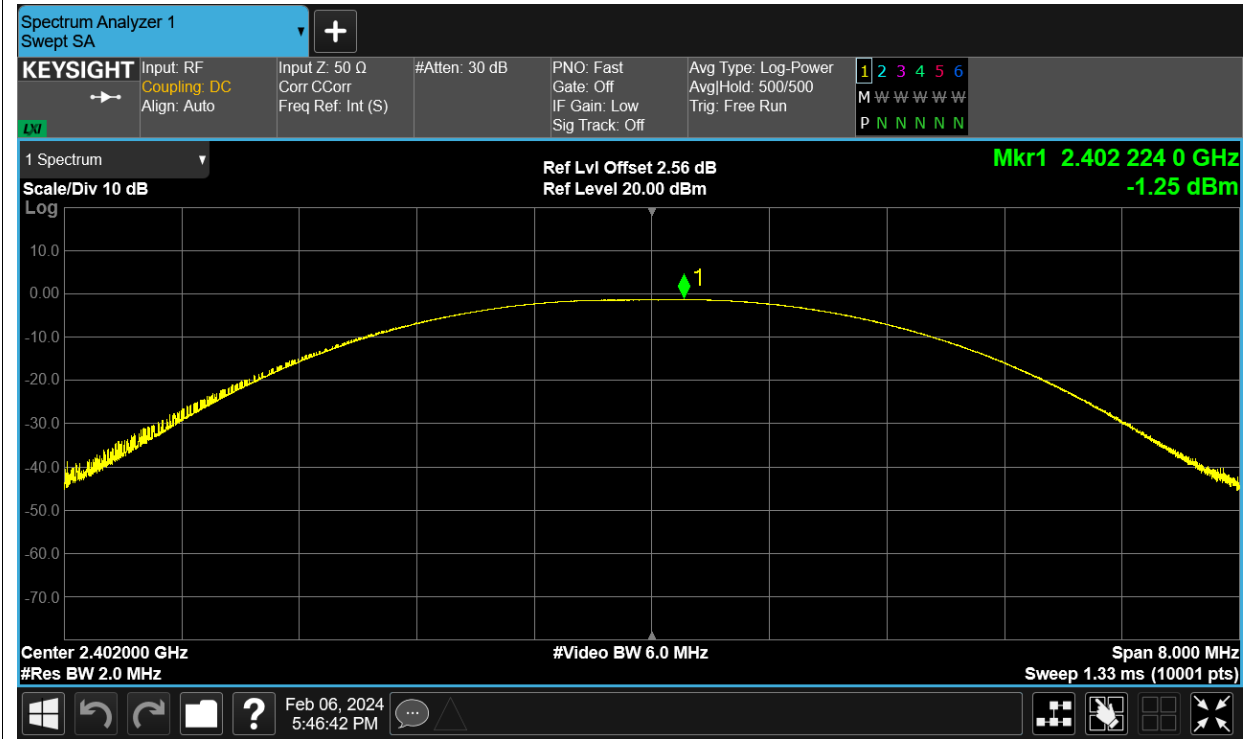 Spectrum Analyzer 1
Swept SA
KEYSIGHT
LXI
Input: RF
Coupling: DC
Align: Auto
Input Z: 50 Ω
Corr CCorr
Freq Ref: Int (S)
#Atten: 30 dB
PNO: Fast
Gate: Off
IF Gain: Low
Sig Track: Off
Avg Type: Log-Power
Avg|Hold: 500/500
Trig: Free Run
1 2 3 4 5 6
M W W W W W
P N N N N N
1 Spectrum
Scale/Div 10 dB
Log
Ref Lvl Offset 2.56 dB
Ref Level 20.00 dBm
Mkr1 2.402 224 0 GHz
-1.25 dBm
1
10.0
0.00
-10.0
-20.0
-30.0
-40.0
-50.0
-60.0
-70.0
Center 2.402000 GHz
#Res BW 2.0 MHz
#Video BW 6.0 MHz
Span 8.000 MHz
Sweep 1.33 ms (10001 pts)
?
Feb 06, 2024
5:46:42 PM